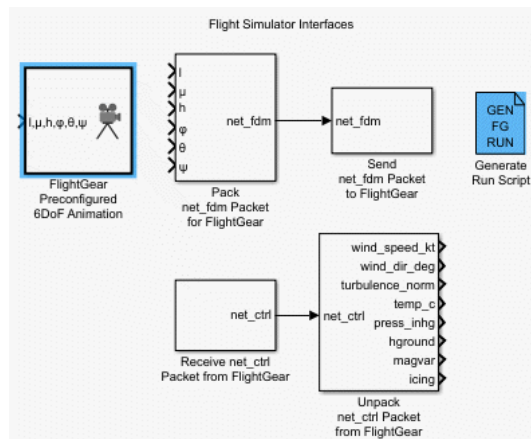 Flight Simulator Interfaces
l,μ,h,φ,θ,ψ
FlightGear
Preconfigured
6DoF Animation
l
μ
h
φ
θ
ψ
net_fdm
Pack
net_fdm Packet
for FlightGear
net_fdm
Send
net_fdm Packet
to FlightGear
GEN
FG
RUN
Generate
Run Script
net_ctrl
Receive net_ctrl
Packet from FlightGear
net_ctrl
wind_speed_kt
wind_dir_deg
turbulence_norm
temp_c
press_inhg
hground
magvar
icing
Unpack
net_ctrl Packet
from FlightGear